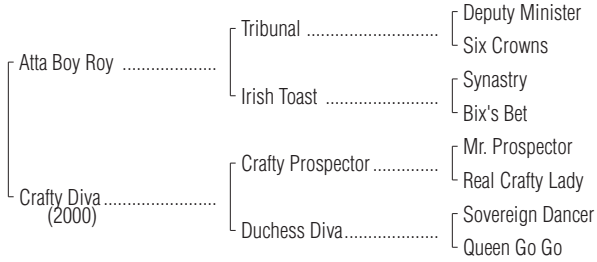 Deputy Minister
Tribunal ......................
Six Crowns
Atta Boy Roy ...................
Synastry
Irish Toast ...................
Bix's Bet
Mr. Prospector
Crafty Prospector.............
Real Crafty Lady
Crafty Diva......................
(2000)
Sovereign Dancer
Duchess Diva..................
Queen Go Go